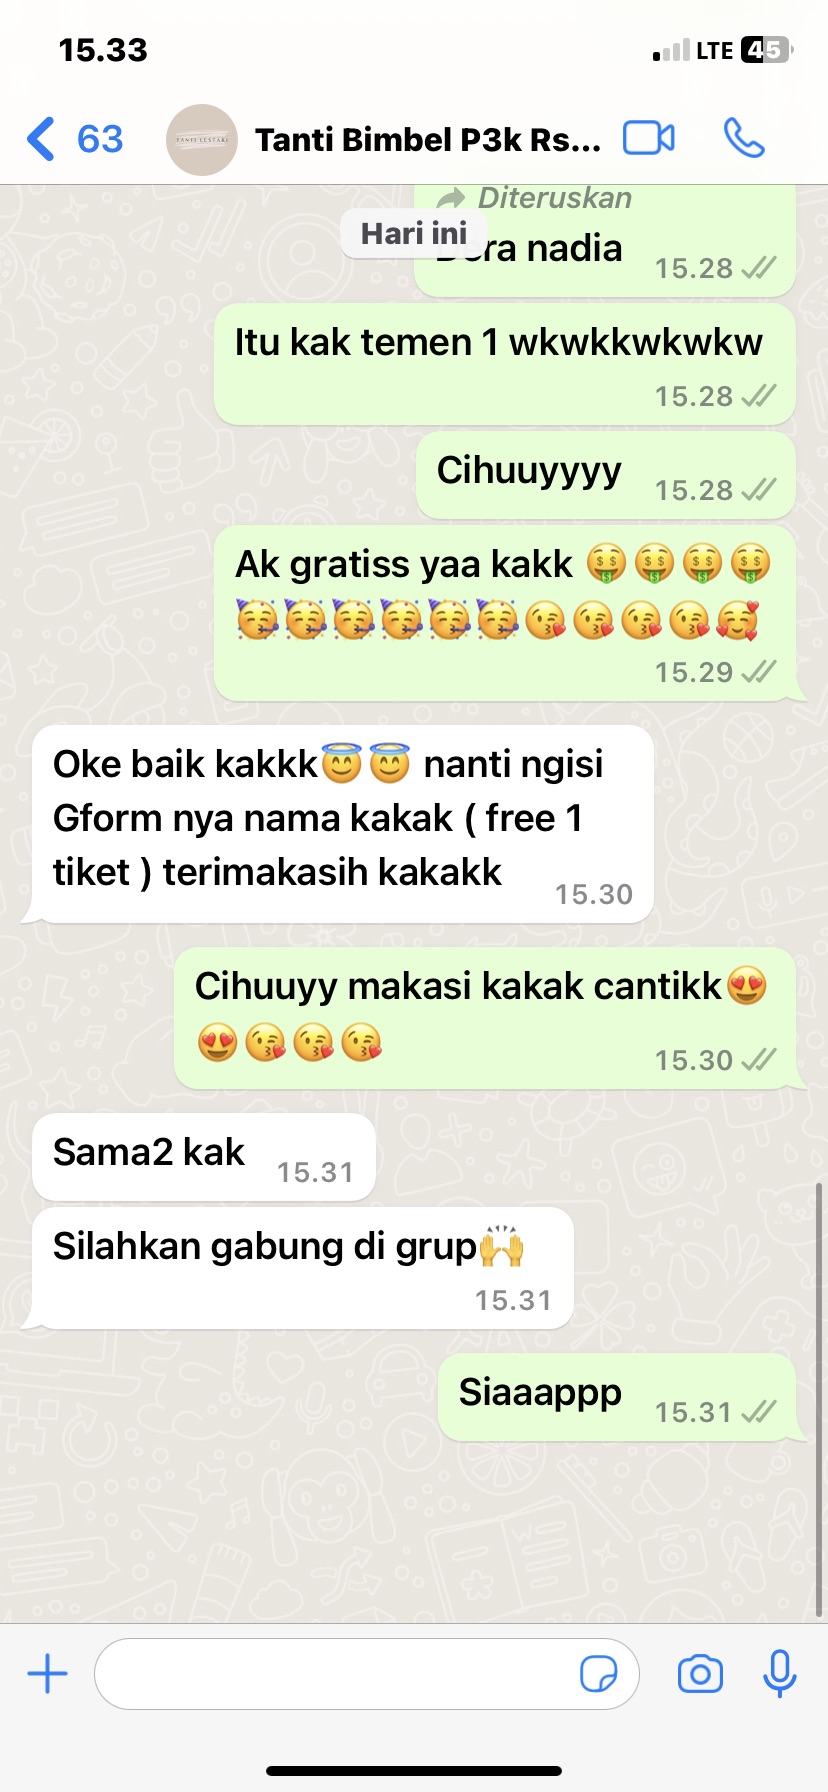 15.33
LTE 45
63
TANTI LESTARI
Tanti Bimbel P3k Rs...
Diteruskan
Hari ini
nadia
15.28
Itu kak temen 1 wkwkkwkwkw
15.28
Cihuuyyyy
15.28
Ak gratiss yaa kakk 🤑🤑🤑🤑
🥳🥳🥳🥳🥳🥳😘😘😘😘🥰
15.29
Oke baik kakkk😇😇 nanti ngisi
Gform nya nama kakak ( free 1
tiket ) terimakasih kakakk
15.30
Cihuuyy makasi kakak cantikk😍
😍😘😘😘
15.30
Sama2 kak
15.31
Silahkan gabung di grup🙌
15.31
Siaaappp
15.31